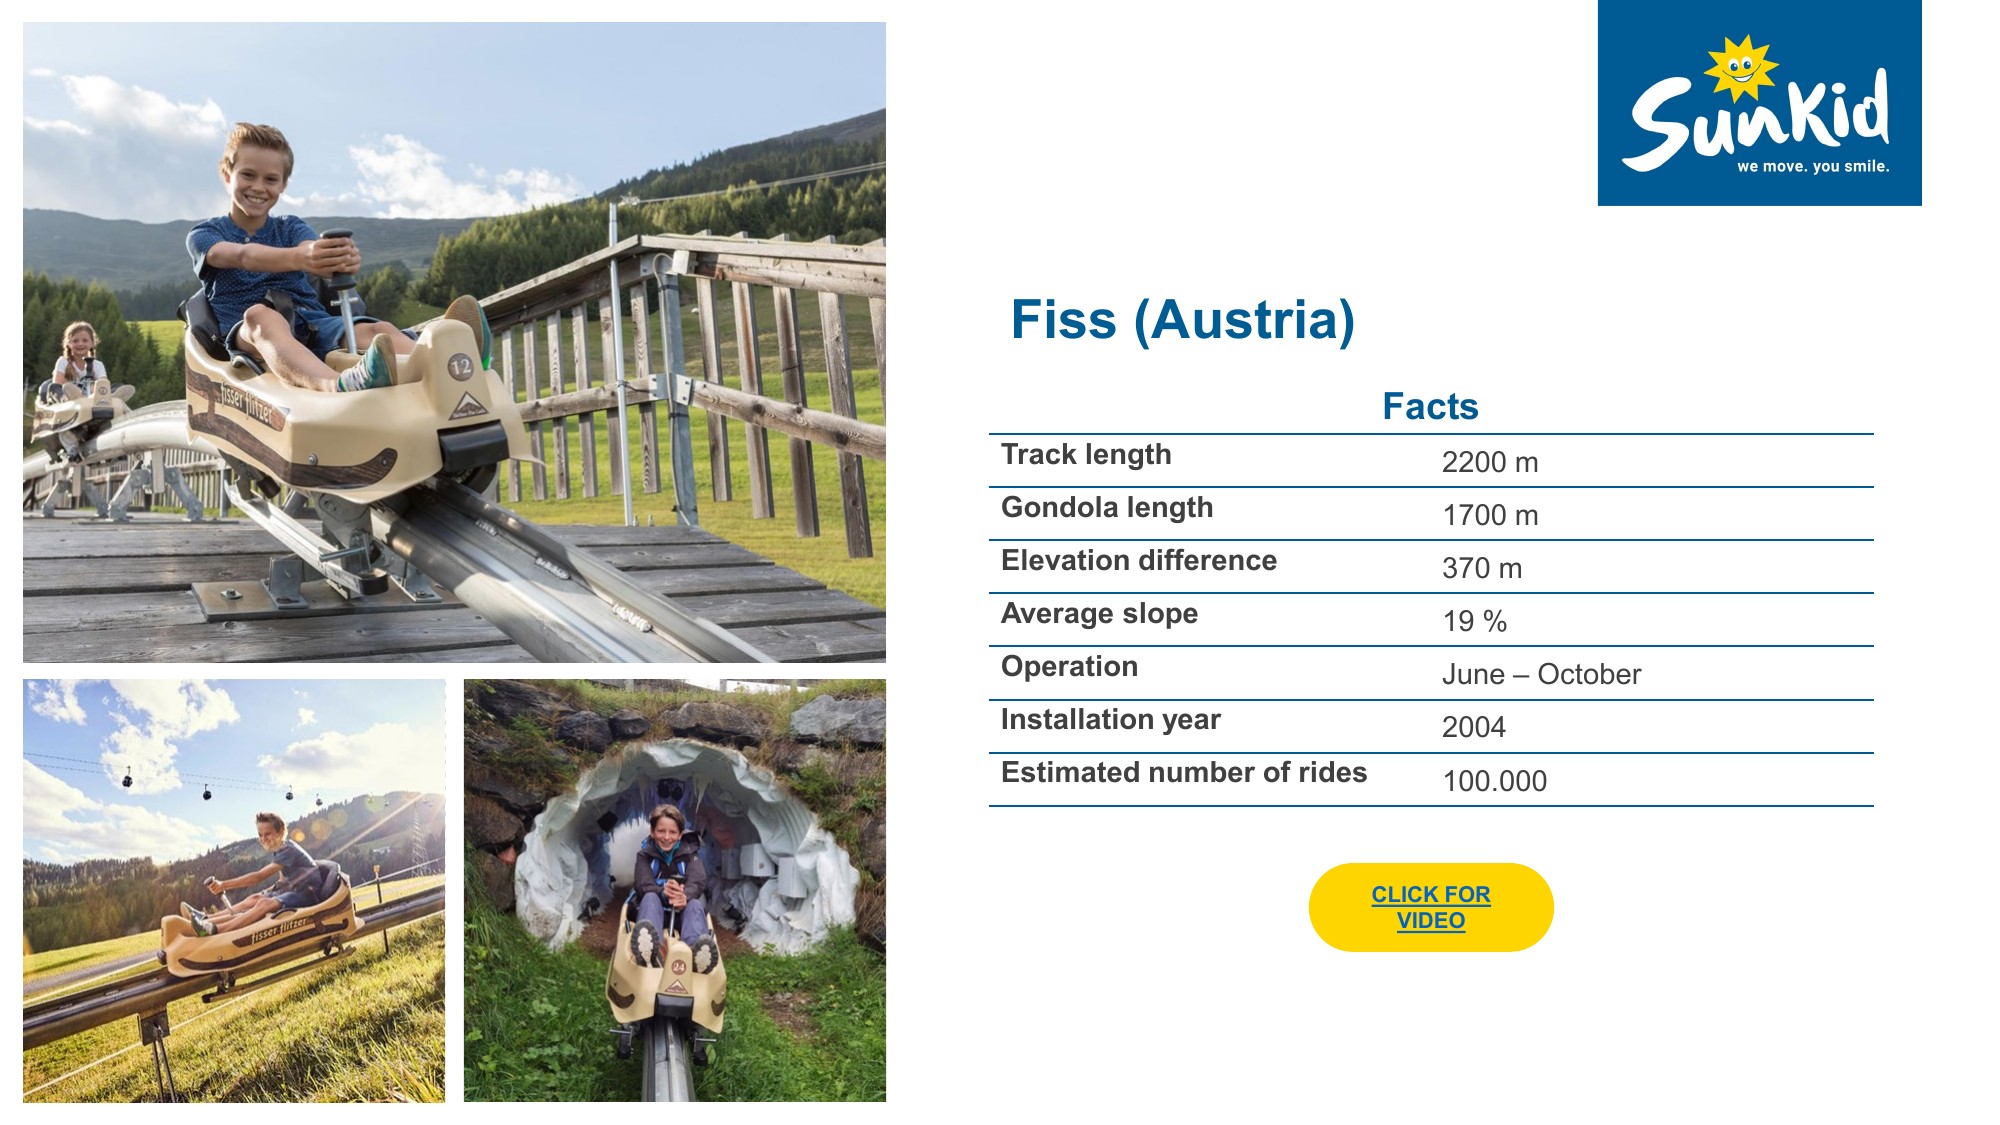 SunKid
we move. you smile.
Fiss (Austria)
Facts
Track length 2200 m
Gondola length 1700 m
Elevation difference 370 m
Average slope 19 %
Operation June – October
Installation year 2004
Estimated number of rides 100.000
CLICK FOR
VIDEO
12
fisser flitzer
fisser flitzer
24